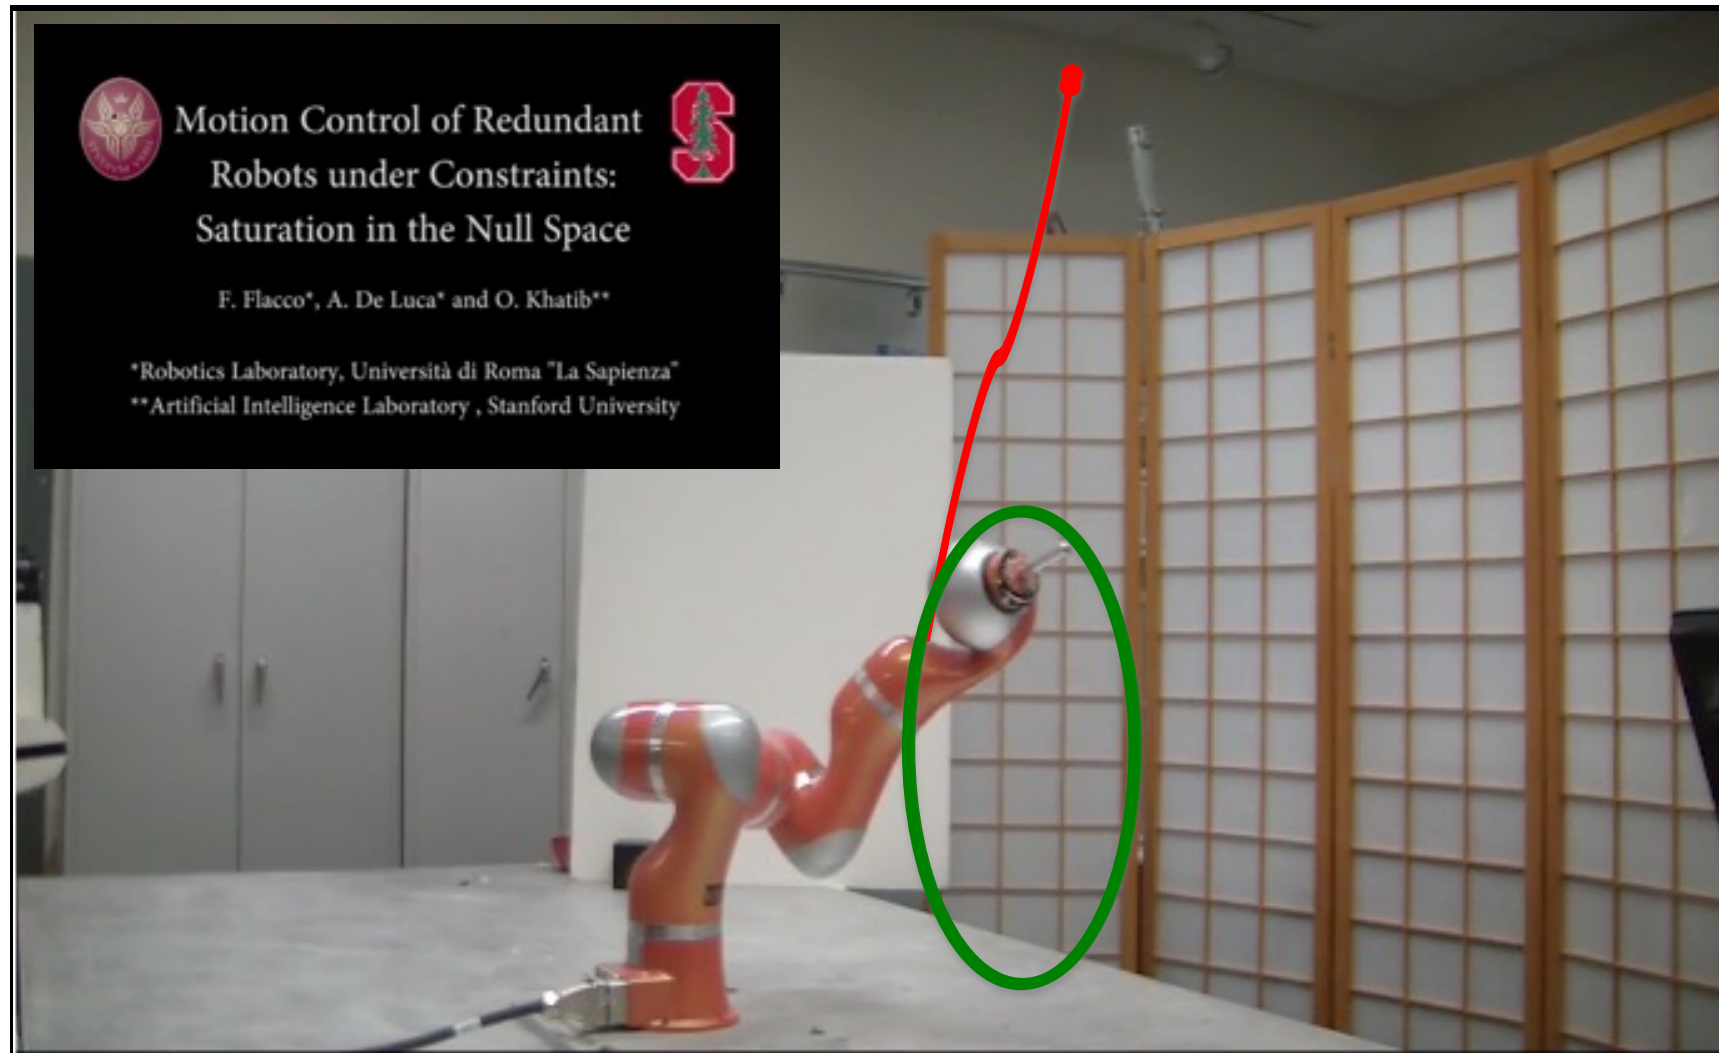 Motion Control of Redundant
Robots under Constraints:
Saturation in the Null Space
F. Flacco*, A. De Luca* and O. Khatib**
*Robotics Laboratory, Università di Roma "La Sapienza"
**Artificial Intelligence Laboratory , Stanford University